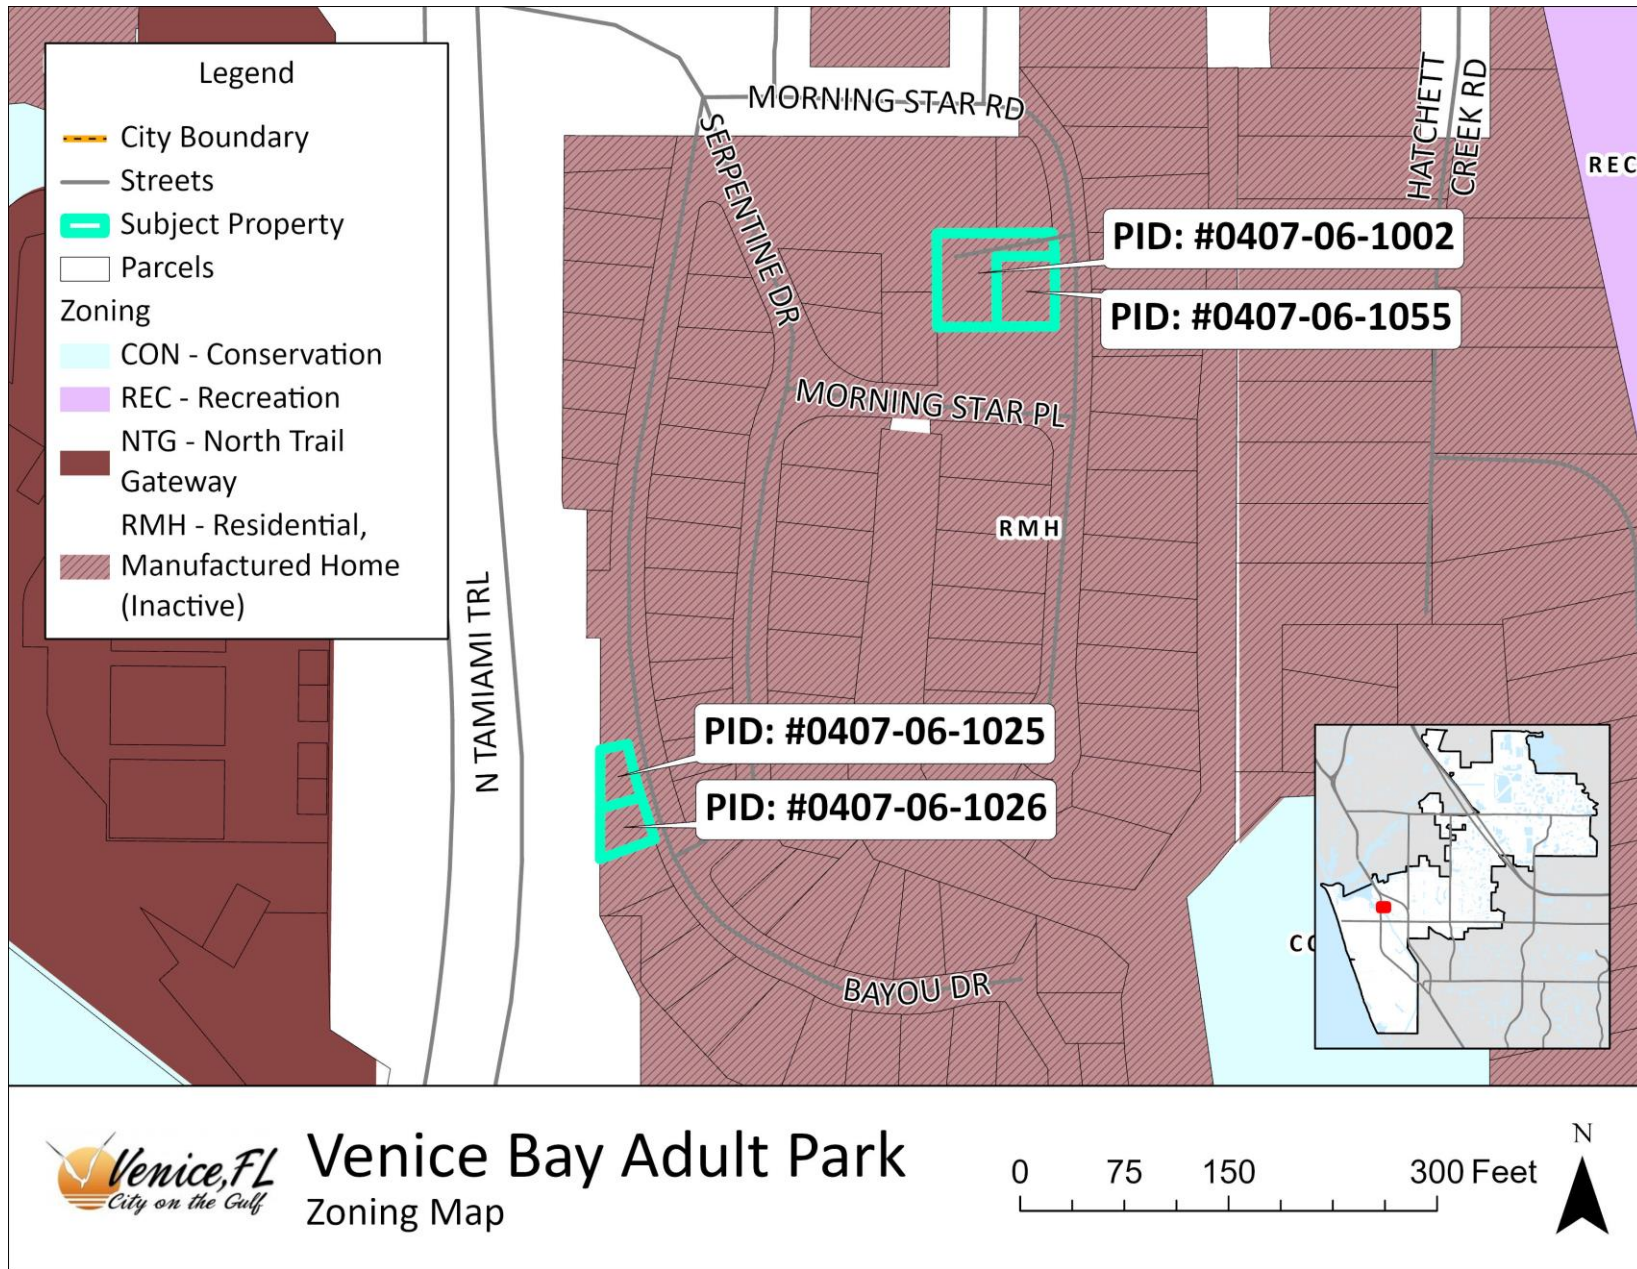 Legend
City Boundary
Streets
Subject Property
Parcels
Zoning
CON - Conservation
REC - Recreation
NTG - North Trail
Gateway
RMH - Residential,
Manufactured Home
(Inactive)
MORNING STAR RD
SERPENTINE DR
HATCHETT
CREEK RD
REC
PID: #0407-06-1002
PID: #0407-06-1055
MORNING STAR PL
RMH
N TAMIAMI TRL
PID: #0407-06-1025
PID: #0407-06-1026
CO
BAYOU DR
Venice, FL
City on the Gulf
Venice Bay Adult Park
Zoning Map
0 75 150 300 Feet
N